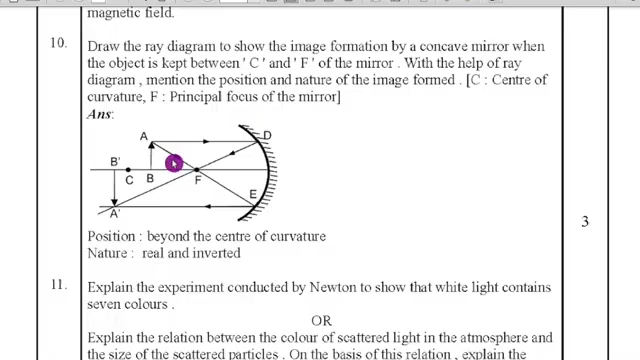 magnetic field.
10. Draw the ray diagram to show the image formation by a concave mirror when
the object is kept between ' C ' and ' F ' of the mirror . With the help of ray
diagram , mention the position and nature of the image formed . [C : Centre of
curvature, F : Principal focus of the mirror]
Ans:
A D
B'
C B F
E
A'
3
Position : beyond the centre of curvature
Nature : real and inverted
11. Explain the experiment conducted by Newton to show that white light contains
seven colours .
OR
Explain the relation between the colour of scattered light in the atmosphere and
the size of the scattered particles . On the basis of this relation , explain the